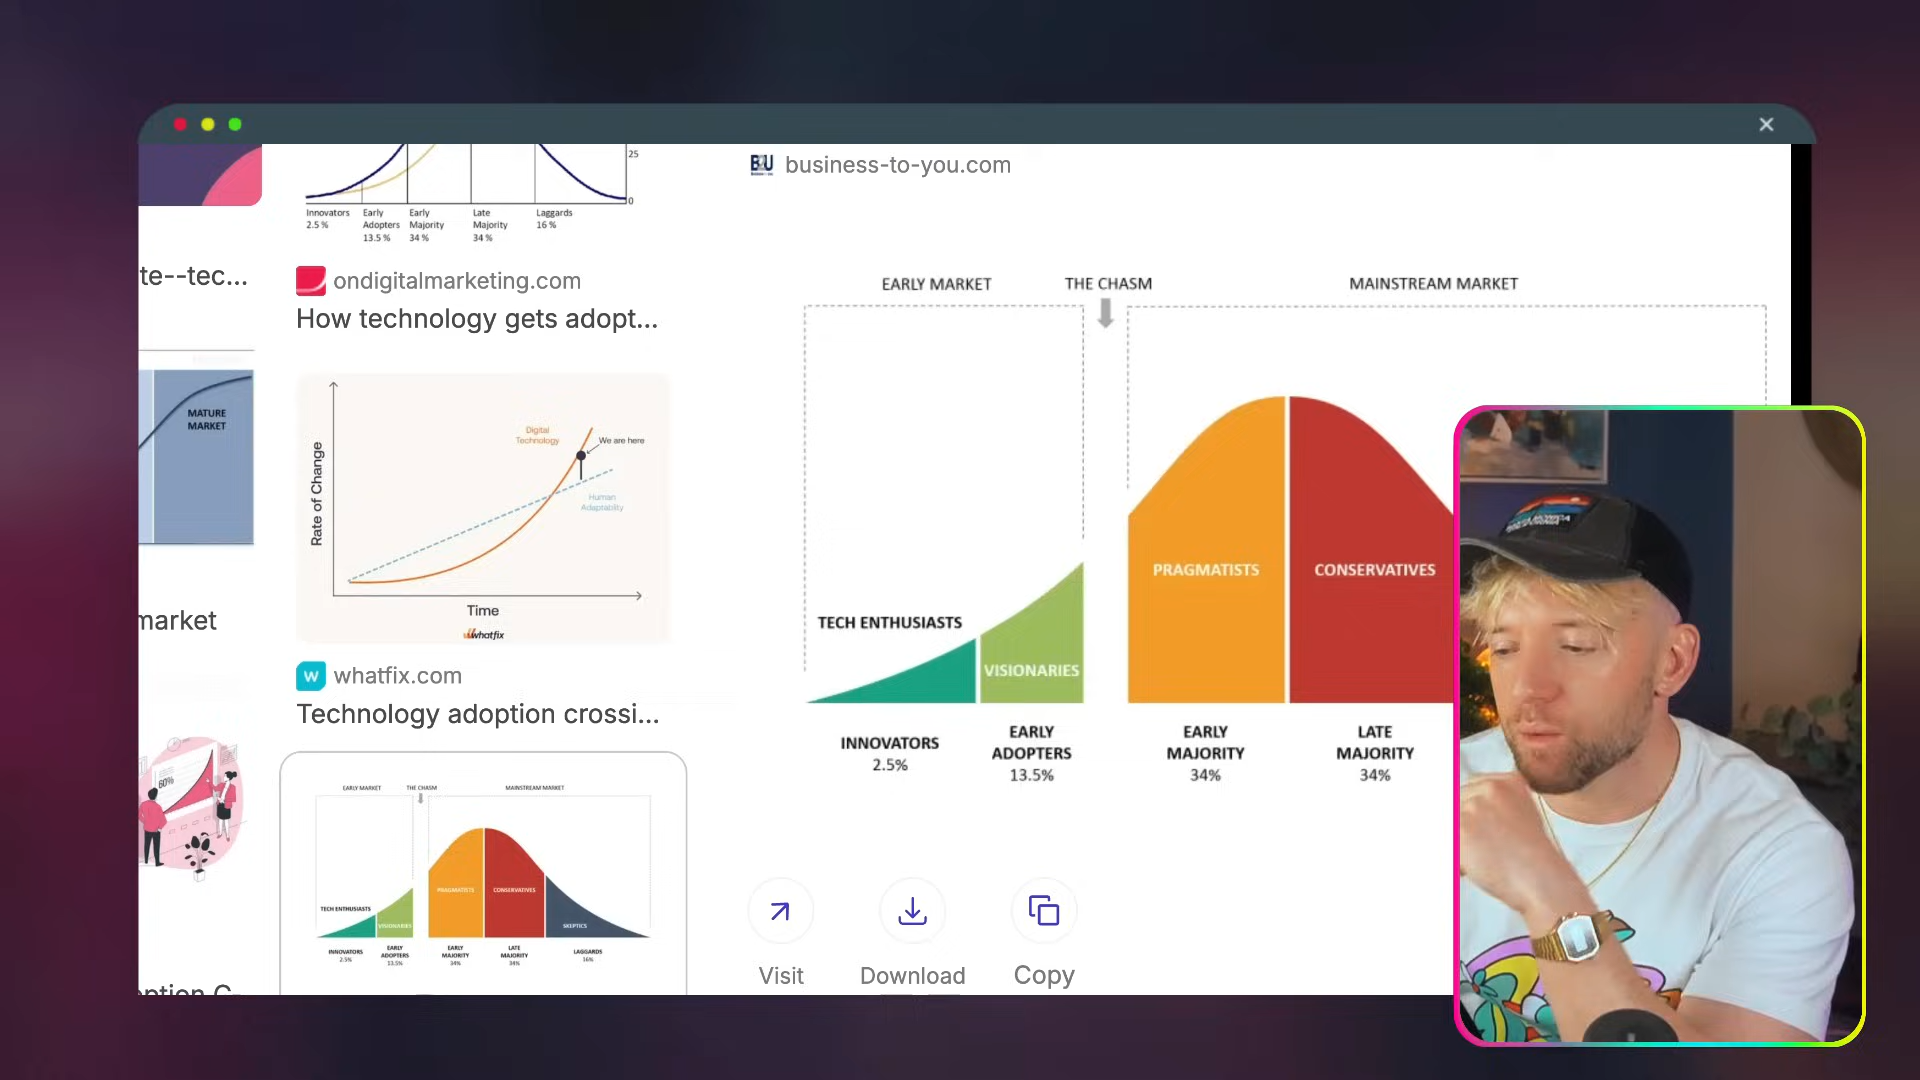 te--tec...
MATURE
MARKET
market
60%
25
0
Innovators
2.5 %
Early
Adopters
13.5 %
Early
Majority
34 %
Late
Majority
34 %
Laggards
16 %
ondigitalmarketing.com
How technology gets adopt...
Rate of Change
Digital
Technology
We are here
Human
Adaptability
Time
whatfix
W whatfix.com
Technology adoption crossi...
EARLY MARKET
THE CHASM
MAINSTREAM MARKET
TECH ENTHUSIASTS
VISIONARIES
PRAGMATISTS
CONSERVATIVES
SKEPTICS
INNOVATORS
2.5%
EARLY
ADOPTERS
13.5%
EARLY
MAJORITY
34%
LATE
MAJORITY
34%
LAGGARDS
16%
B2U business-to-you.com
EARLY MARKET
THE CHASM
MAINSTREAM MARKET
TECH ENTHUSIASTS
VISIONARIES
PRAGMATISTS
CONSERVATIVES
INNOVATORS
2.5%
EARLY
ADOPTERS
13.5%
EARLY
MAJORITY
34%
LATE
MAJORITY
34%
Visit
Download
Copy